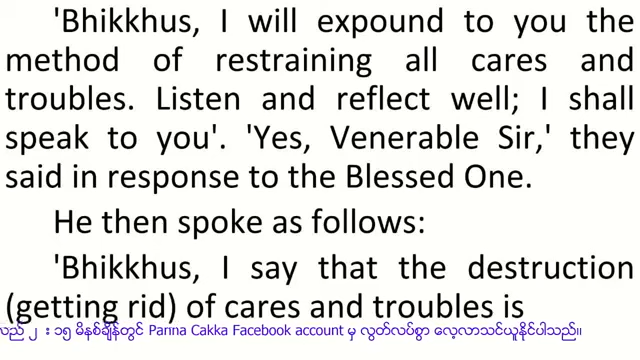 'Bhikkhus, I will expound to you the
method of restraining all cares and
troubles. Listen and reflect well; I shall
speak to you'. 'Yes, Venerable Sir,' they
said in response to the Blessed One.
He then spoke as follows:
'Bhikkhus, I say that the destruction
(getting rid) of cares and troubles is
၂ : ၁၅ မိနစ်ချိန်တွင် Parina Cakka Facebook account မှ လွတ်လပ်စွာ လေ့လာသင်ယူနိုင်ပါသည်။